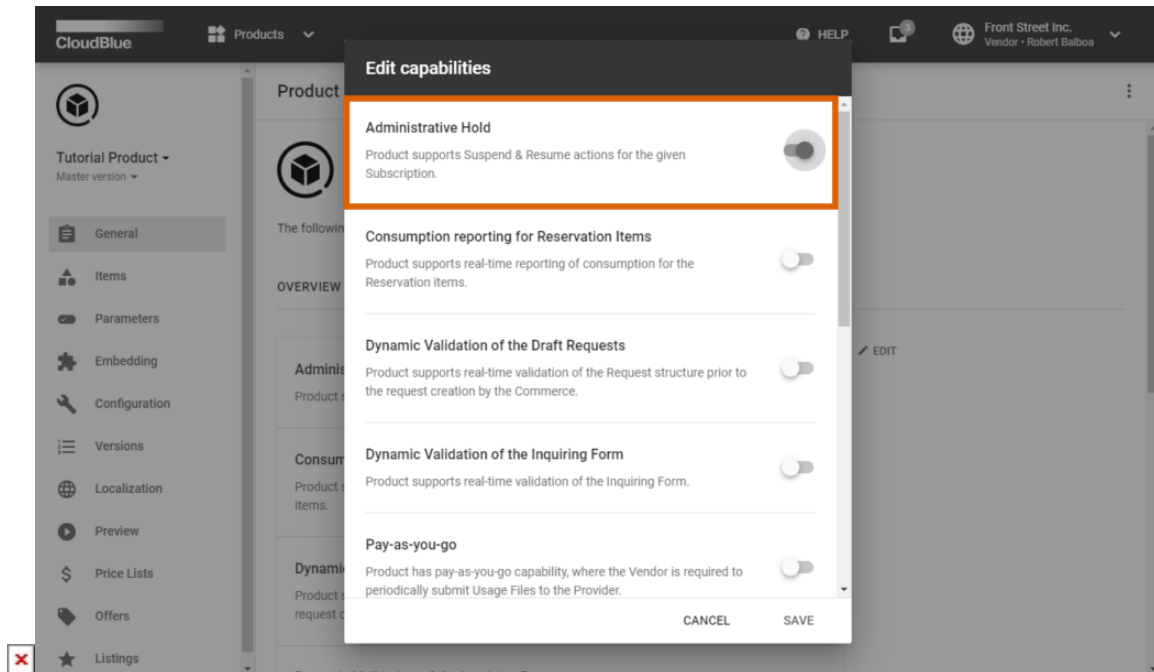 CloudBlue
Products
HELP
3
Front Street Inc.
Vendor • Robert Balboa
Tutorial Product
Master version
General
Items
Parameters
Embedding
Configuration
Versions
Localization
Preview
Price Lists
Offers
Listings
Product
The followin
OVERVIEW
EDIT
Adminis
Product s
Consum
Product s
items.
Dynami
Product s
request c
Edit capabilities
Administrative Hold
Product supports Suspend & Resume actions for the given
Subscription.
Consumption reporting for Reservation Items
Product supports real-time reporting of consumption for the
Reservation items.
Dynamic Validation of the Draft Requests
Product supports real-time validation of the Request structure prior to
the request creation by the Commerce.
Dynamic Validation of the Inquiring Form
Product supports real-time validation of the Inquiring Form.
Pay-as-you-go
Product has pay-as-you-go capability, where the Vendor is required to
periodically submit Usage Files to the Provider.
CANCEL SAVE